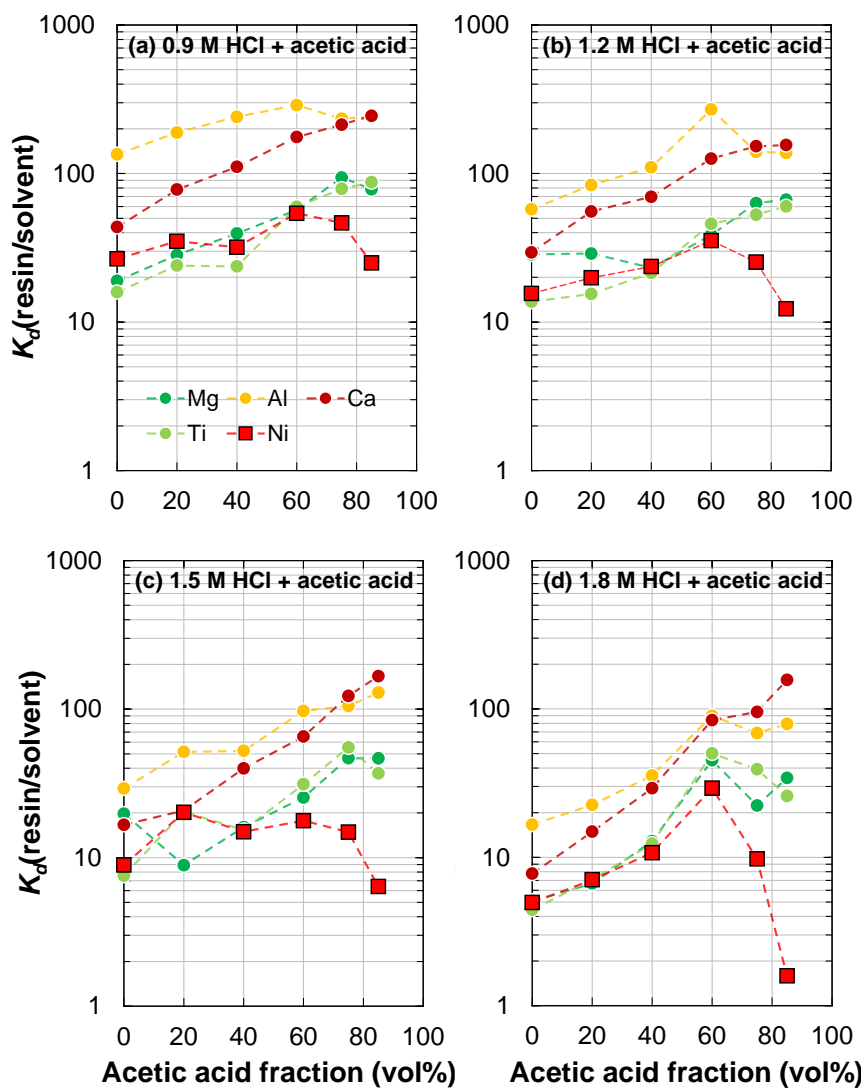 (a) 0.9 M HCl + acetic acid
1000
100
10
1
0 20 40 60 80 100
Kd(resin/solvent)
Mg Al Ca
Ti Ni
(b) 1.2 M HCl + acetic acid
1000
100
10
1
0 20 40 60 80 100
(c) 1.5 M HCl + acetic acid
1000
100
10
1
0 20 40 60 80 100
Kd(resin/solvent)
Acetic acid fraction (vol%)
(d) 1.8 M HCl + acetic acid
1000
100
10
1
0 20 40 60 80 100
Acetic acid fraction (vol%)